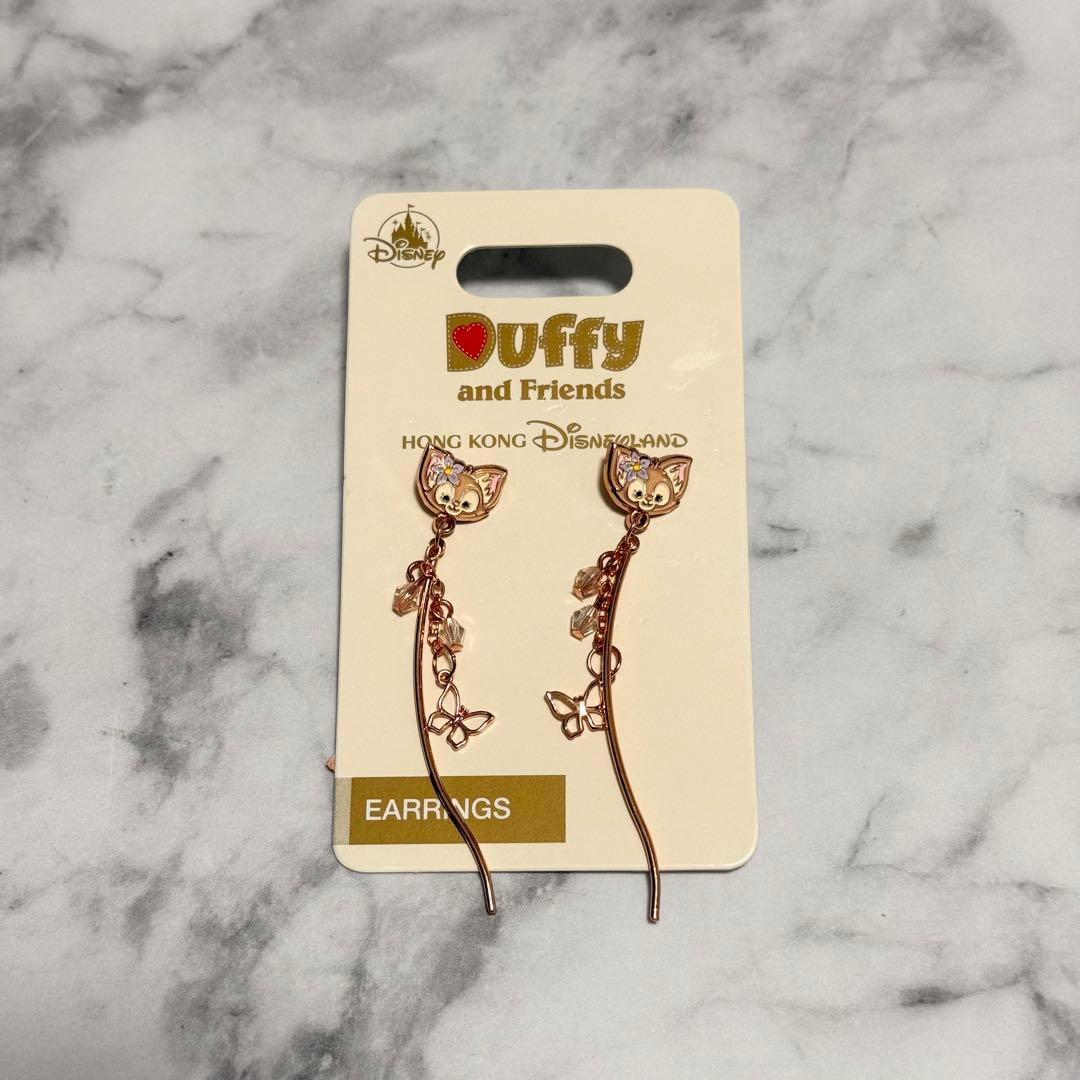 Disney
Duffy
and Friends
HONG KONG DISNEYLAND
EARRINGS